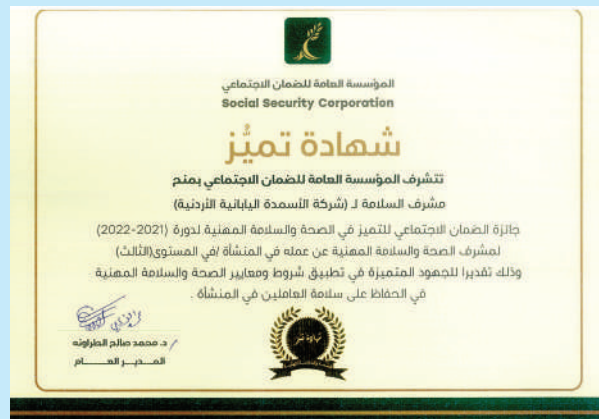 المؤسسة العامة للضمان الاجتماعي
Social Security Corporation
شهادة تميُّز
تتشرف المؤسسة العامة للضمان الاجتماعي بمنح
مشرف السلامة لـ (شركة الأسمدة اليابانية الأردنية)
جائزة الضمان الاجتماعي للتميز في الصحة والسلامة المهنية لدورة (2021-2022)
لمشرف الصحة والسلامة المهنية عن عمله في المنشأة /في المستوى(الثالث)
وذلك تقديرا للجهود المتميزة في تطبيق شروط ومعايير الصحة والسلامة المهنية
في الحفاظ على سلامة العاملين في المنشأة .
د. محمد صالح الطراونه
المـديـر العـــام